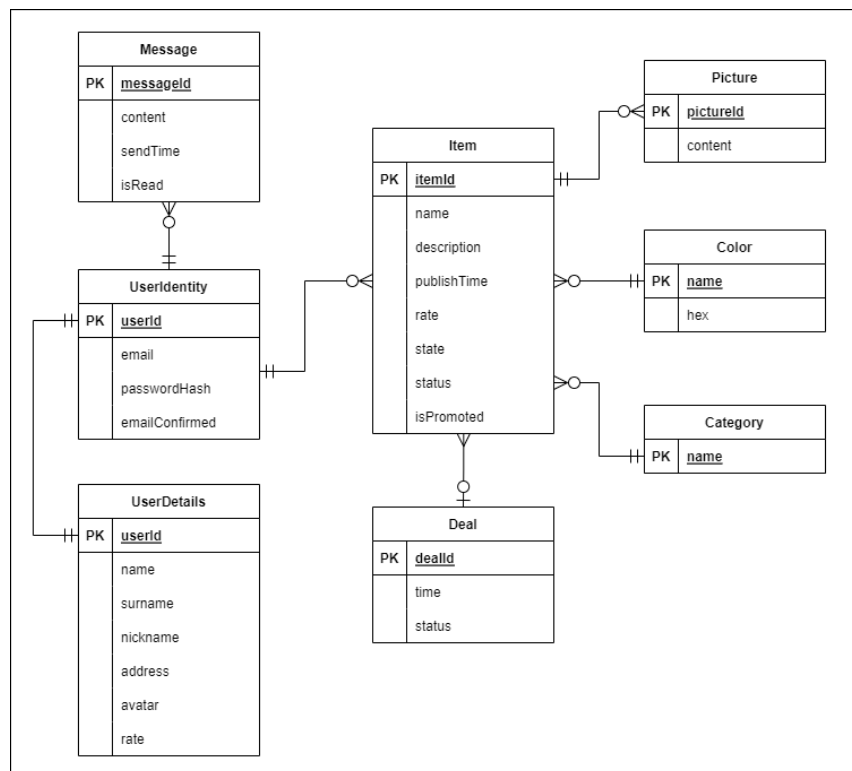 Message
PK messageId
content
sendTime
isRead
UserIdentity
PK userId
email
passwordHash
emailConfirmed
UserDetails
PK userId
name
surname
nickname
address
avatar
rate
Item
PK itemId
name
description
publishTime
rate
state
status
isPromoted
Deal
PK dealId
time
status
Picture
PK pictureId
content
Color
PK name
hex
Category
PK name